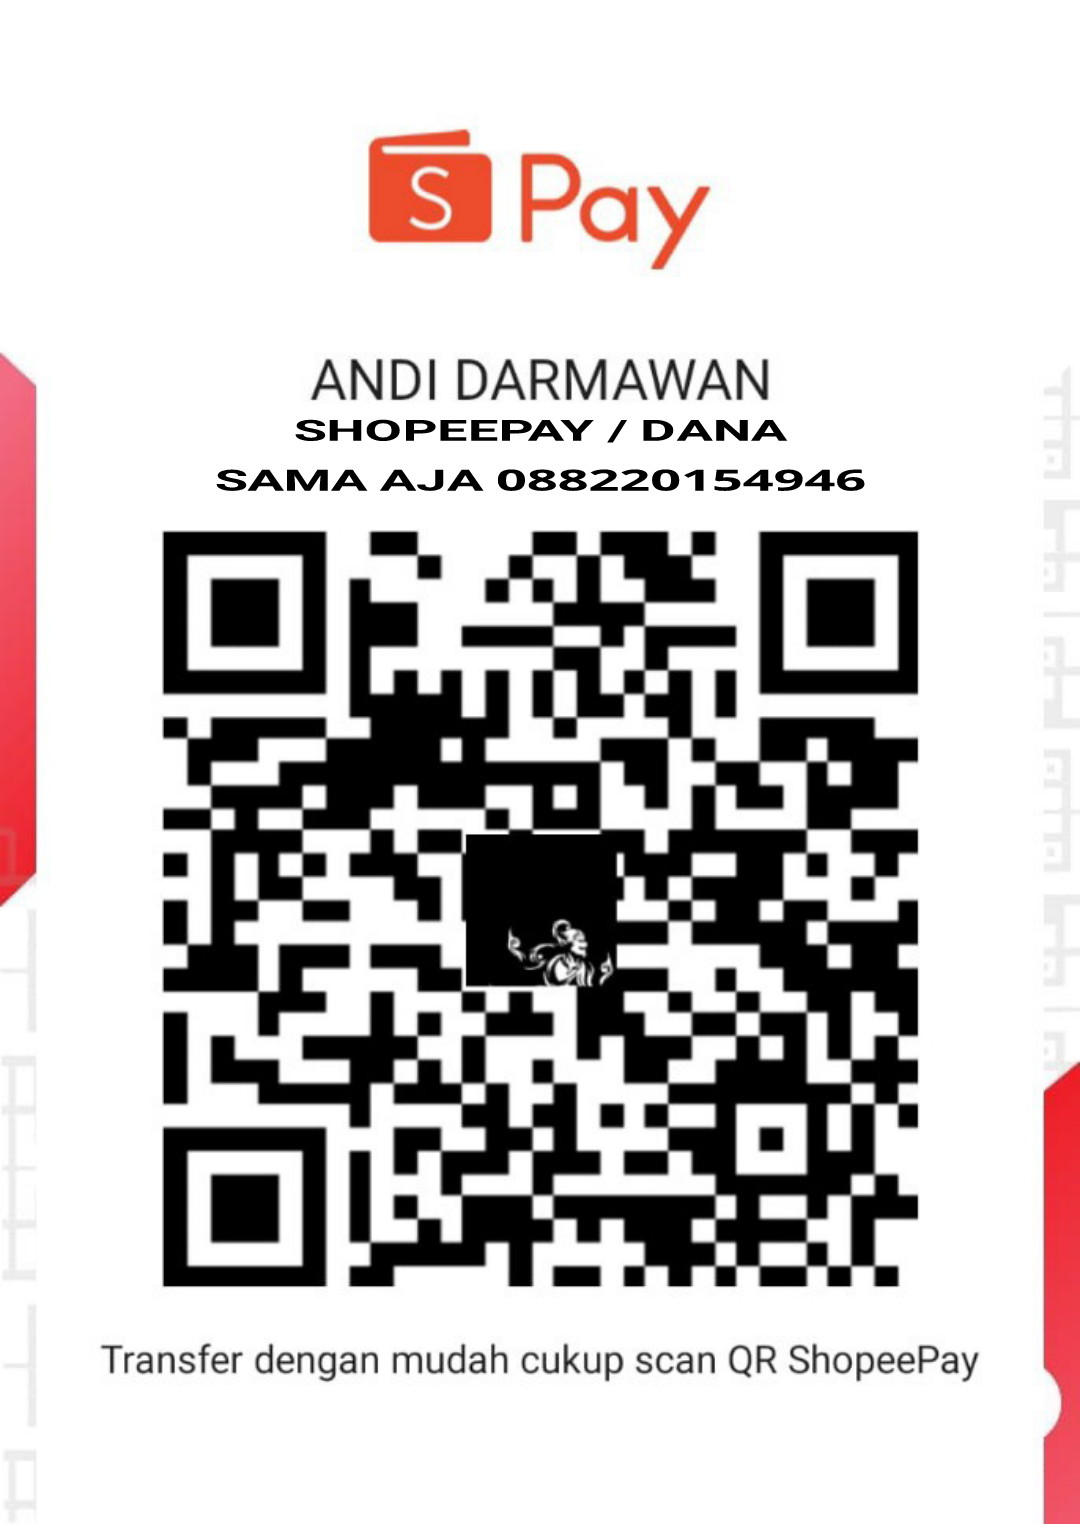 S Pay
ANDI DARMAWAN
SHOPEEPAY / DANA
SAMA AJA 088220154946
Transfer dengan mudah cukup scan QR ShopeePay